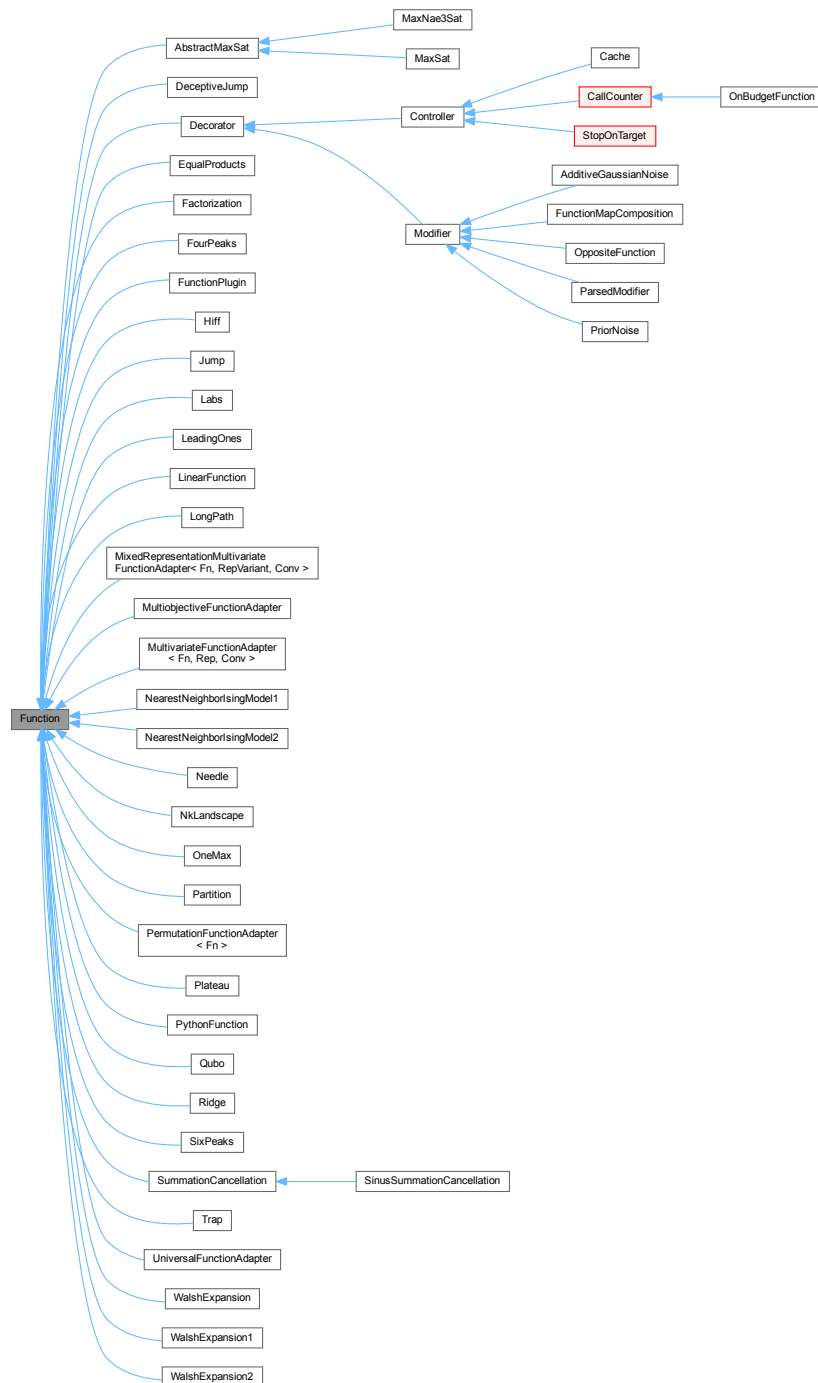 MaxNae3Sat
AbstractMaxSat
MaxSat
Cache
DeceptiveJump
CallCounter
OnBudgetFunction
Controller
Decorator
StopOnTarget
EqualProducts
AdditiveGaussianNoise
Factorization
FunctionMapComposition
Modifier
FourPeaks
OppositeFunction
FunctionPlugin
ParsedModifier
Hiff
PriorNoise
Jump
Labs
LeadingOnes
LinearFunction
LongPath
MixedRepresentationMultivariate
FunctionAdapter< Fn, RepVariant, Conv >
MultiobjectiveFunctionAdapter
MultivariateFunctionAdapter
< Fn, Rep, Conv >
NearestNeighborIsingModel1
Function
NearestNeighborIsingModel2
Needle
NkLandscape
OneMax
Partition
PermutationFunctionAdapter
< Fn >
Plateau
PythonFunction
Qubo
Ridge
SixPeaks
SummationCancellation
SinusSummationCancellation
Trap
UniversalFunctionAdapter
WalshExpansion
WalshExpansion1
WalshExpansion2